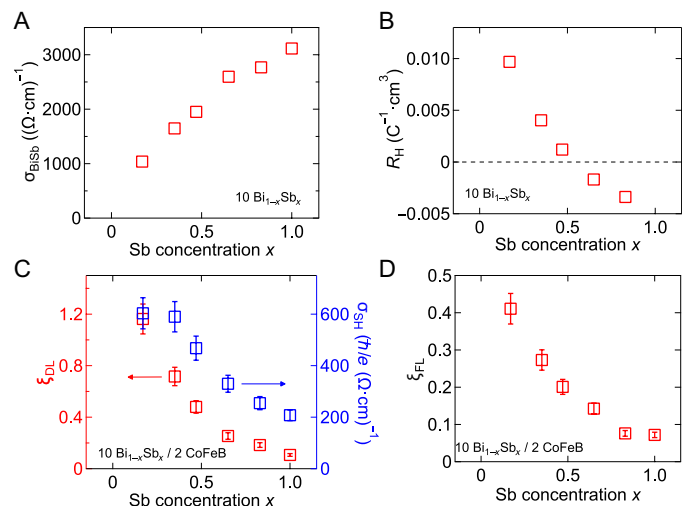 A
σBiSb ((Ω·cm)⁻¹)
3000
2000
1000
0
0
0.5
1.0
10 Bi₁₋ₓSbₓ
Sb concentration x
B
R_H (C⁻¹·cm³)
0.010
0.005
0
−0.005
0
0.5
1.0
10 Bi₁₋ₓSbₓ
Sb concentration x
C
ξDL
1.2
0.8
0.4
0
σSH (ℏ/e (Ω·cm)⁻¹)
600
400
200
0
0
0.5
1.0
10 Bi₁₋ₓSbₓ / 2 CoFeB
Sb concentration x
D
ξFL
0.5
0.4
0.3
0.2
0.1
0
0
0.5
1.0
10 Bi₁₋ₓSbₓ / 2 CoFeB
Sb concentration x